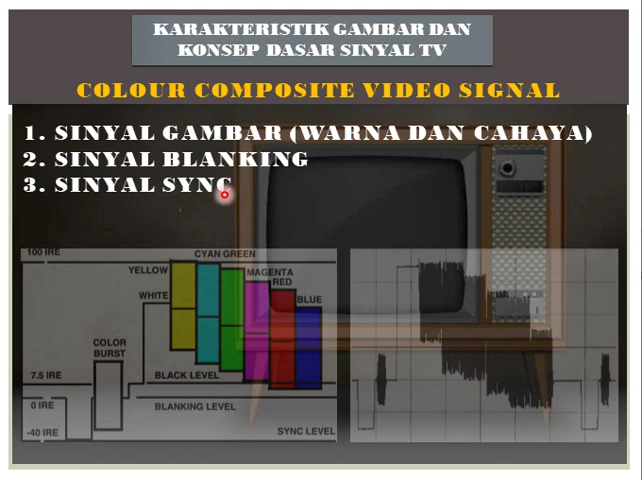 KARAKTERISTIK GAMBAR DAN
KONSEP DASAR SINYAL TV
COLOUR COMPOSITE VIDEO SIGNAL
1. SINYAL GAMBAR (WARNA DAN CAHAYA)
2. SINYAL BLANKING
3. SINYAL SYNC
100 IRE
CYAN GREEN
YELLOW
MAGENTA
RED
WHITE
BLUE
COLOR
BURST
7.5 IRE
BLACK LEVEL
0 IRE
BLANKING LEVEL
-40 IRE
SYNC LEVEL